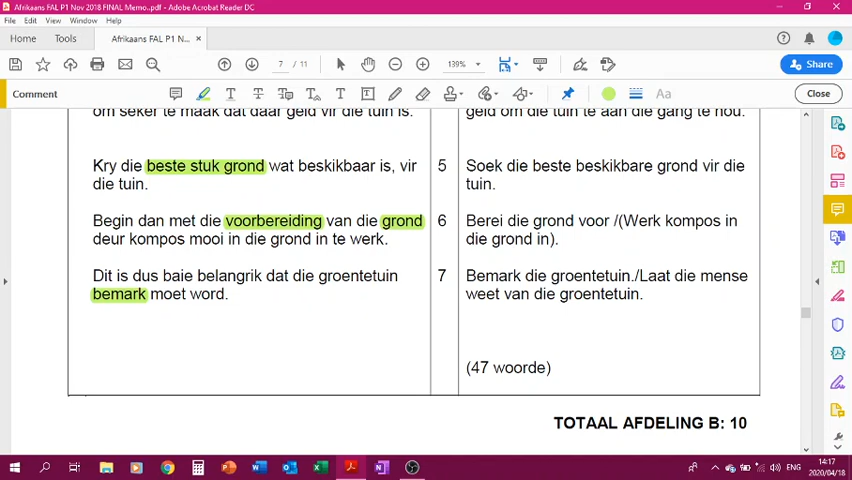 Afrikaans FAL P1 Nov 2018 FINAL Memo..pdf - Adobe Acrobat Reader DC
File Edit View Window Help
Home Tools Afrikaans FAL P1 N... ×
7 / 11 139% Share
Comment Aa Close
om seker te maak dat daar geld vir die tuin is. geld om die tuin te aan die gang te hou.
Kry die beste stuk grond wat beskikbaar is, vir 5 Soek die beste beskikbare grond vir die
die tuin. tuin.
Begin dan met die voorbereiding van die grond 6 Berei die grond voor /(Werk kompos in
deur kompos mooi in die grond in te werk. die grond in).
Dit is dus baie belangrik dat die groentetuin 7 Bemark die groentetuin./Laat die mense
bemark moet word. weet van die groentetuin.
(47 woorde)
TOTAAL AFDELING B: 10
ENG 14:17
2020/04/18